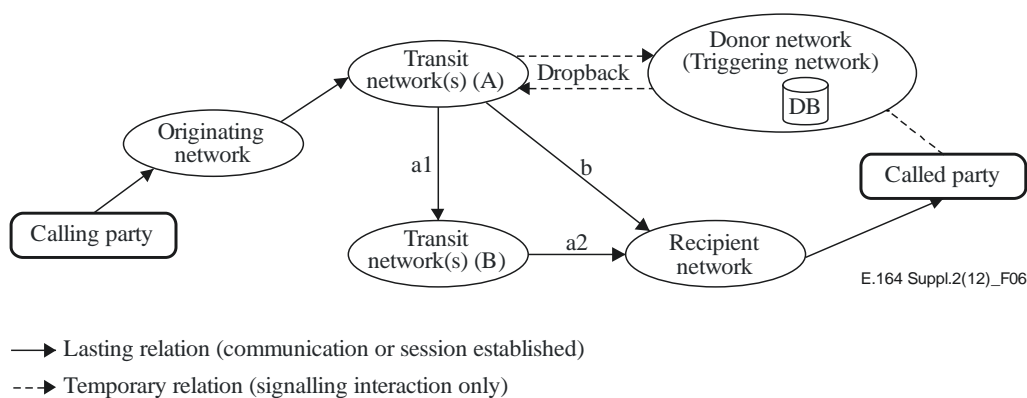 Transit
network(s) (A)
Dropback
Donor network
(Triggering network)
DB
Originating
network
a1
b
Called party
Calling party
Transit
network(s) (B)
a2
Recipient
network
E.164 Suppl.2(12)_F06
Lasting relation (communication or session established)
Temporary relation (signalling interaction only)